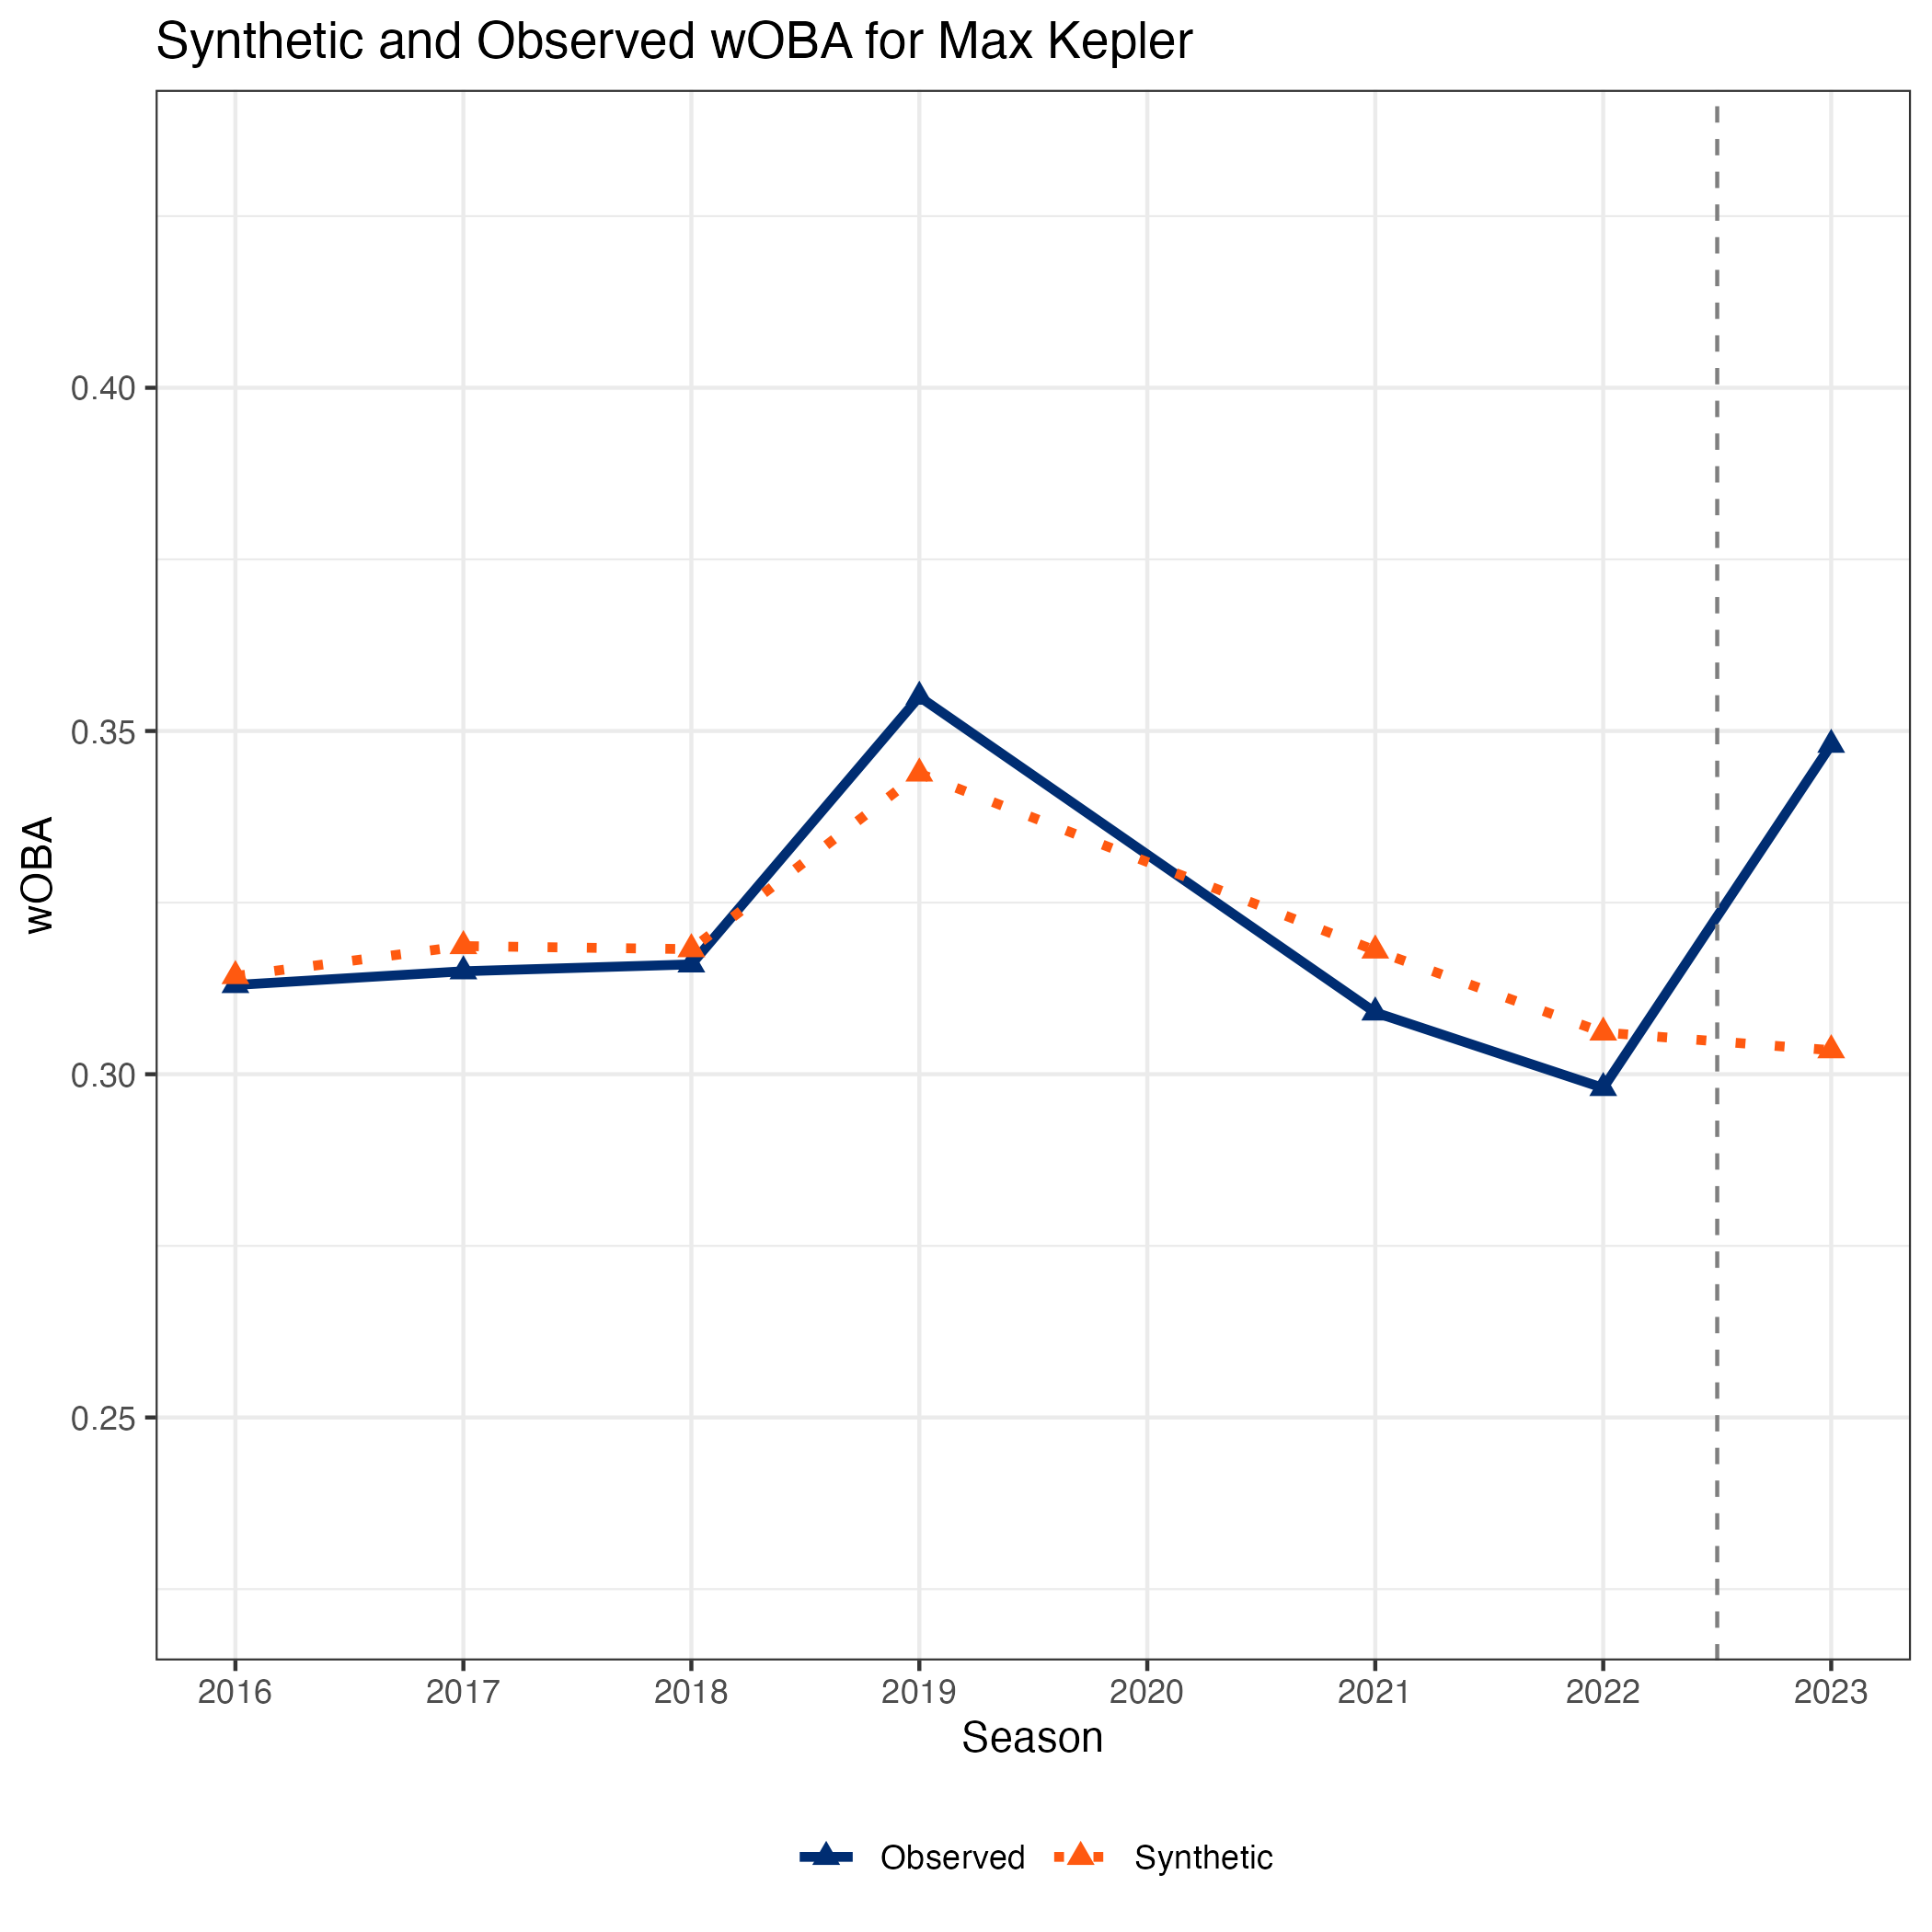 Synthetic and Observed wOBA for Max Kepler
wOBA
0.40
0.35
0.30
0.25
2016 2017 2018 2019 2020 2021 2022 2023
Season
Observed Synthetic